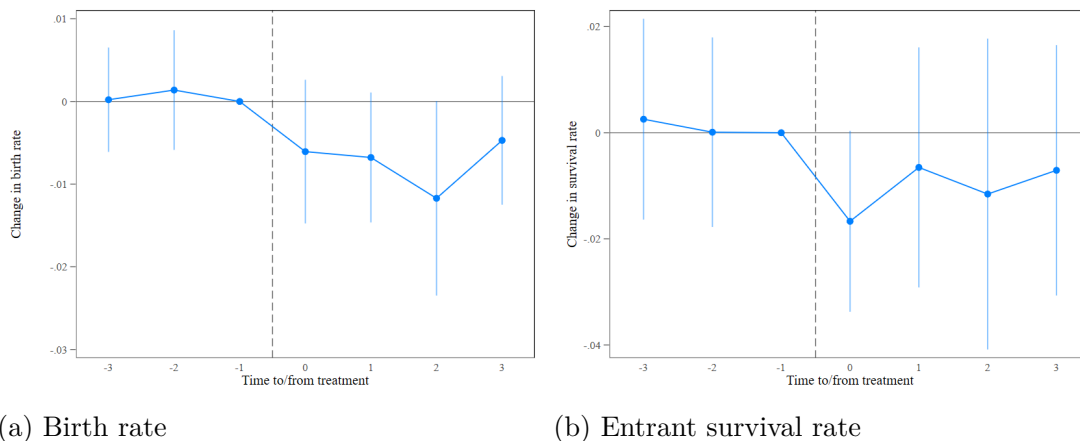 .01
0
-.01
-.02
-.03
Change in birth rate
-3 -2 -1 0 1 2 3
Time to/from treatment
.02
0
-.02
-.04
Change in survival rate
-3 -2 -1 0 1 2 3
Time to/from treatment
a) Birth rate
(b) Entrant survival rate